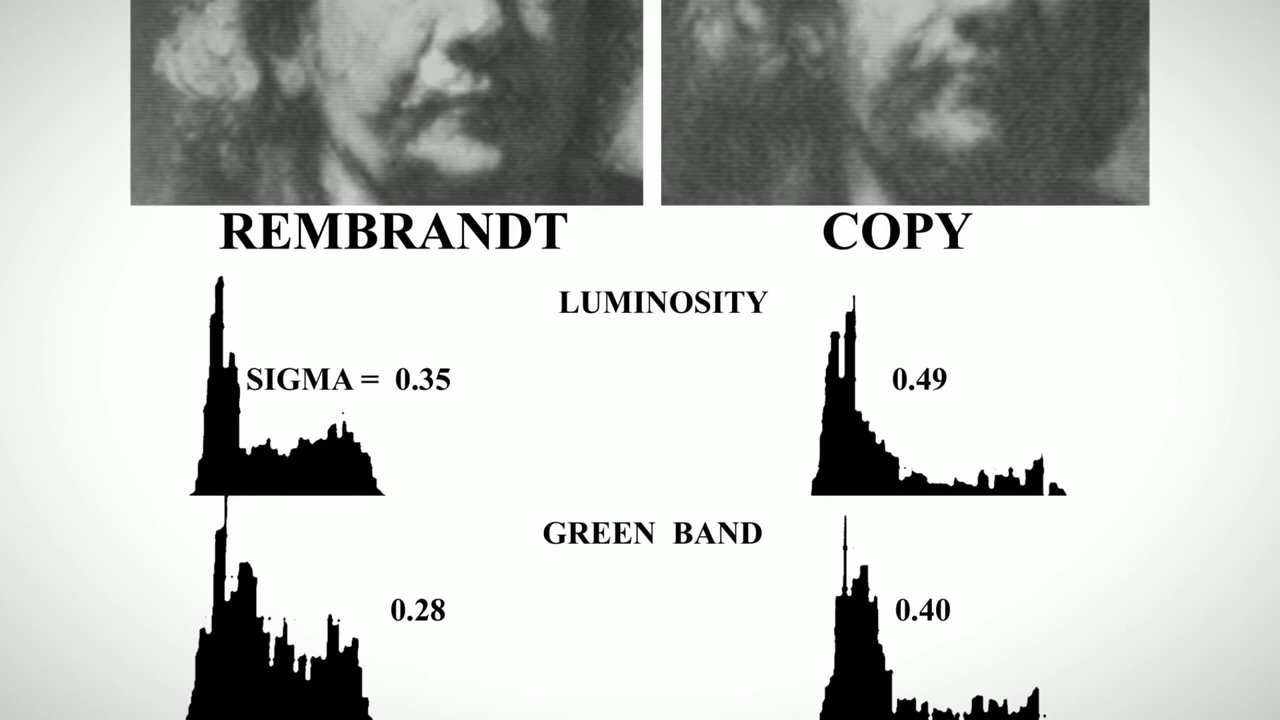 REMBRANDT COPY
LUMINOSITY
SIGMA = 0.35 0.49
GREEN BAND
0.28 0.40